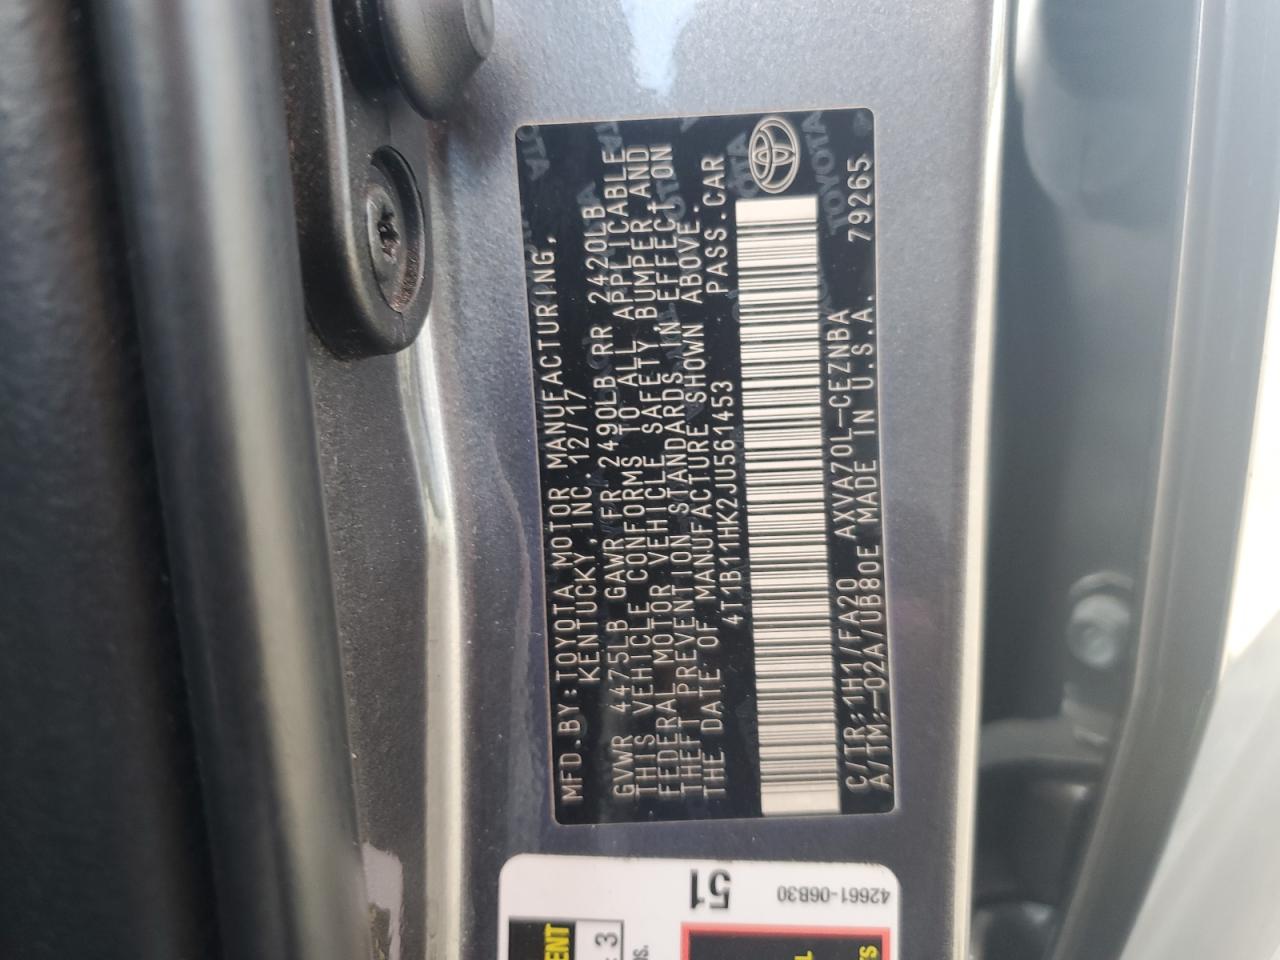 MFD.BY:TOYOTA MOTOR MANUFACTURING,
KENTUCKY,INC.12/17
GVWR 4475LB GAWR FR 2490LB RR 2420LB
THIS VEHICLE CONFORMS TO ALL APPLICABLE
FEDERAL MOTOR VEHICLE SAFETY,BUMPER AND
THEFT PREVENTION STANDARDS IN EFFECT ON
THE DATE OF MANUFACTURE SHOWN ABOVE.
4T1B11HK2JU561453 PASS.CAR
C/TR:1H1/FA20 AXVA70L-CEZNBA 79265
A/TM:-02A/UB80E MADE IN U.S.A.
TOYOTA
51
42661-06B30
3